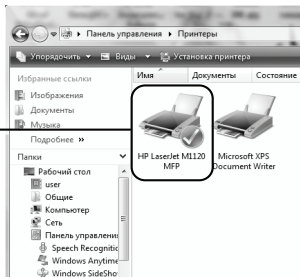 Панель управления ▸ Принтеры
Упорядочить Виды Установка принтера
Избранные ссылки
Изображения
Документы
Музыка
Подробнее »
Папки
Рабочий стол
user
Общие
Компьютер
Сеть
Панель управления
Speech Recognitic
Windows Anytime
Windows SideSho
Имя Документы Состояние
HP LaserJet M1120
MFP
Microsoft XPS
Document Writer